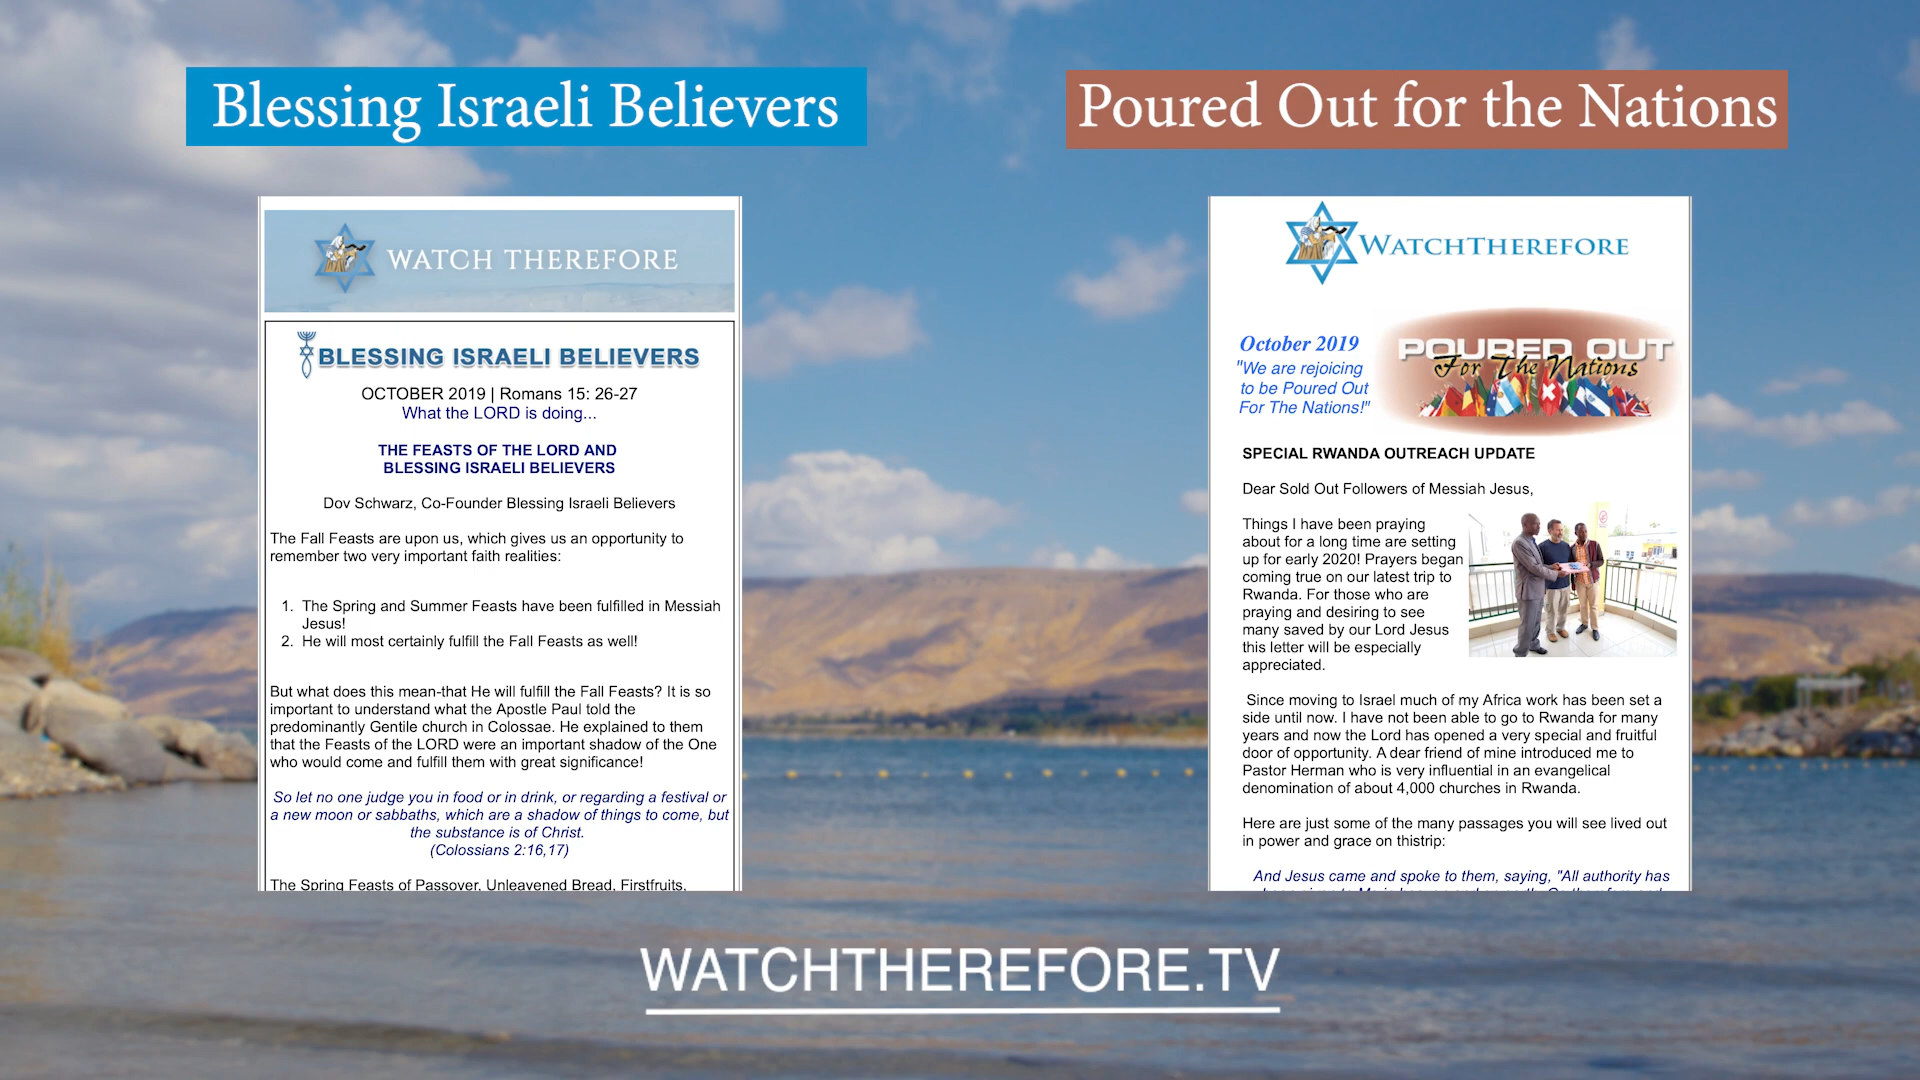 Blessing Israeli Believers
WATCH THEREFORE
BLESSING ISRAELI BELIEVERS
OCTOBER 2019 | Romans 15: 26-27
What the LORD is doing...
THE FEASTS OF THE LORD AND
BLESSING ISRAELI BELIEVERS
Dov Schwarz, Co-Founder Blessing Israeli Believers
The Fall Feasts are upon us, which gives us an opportunity to
remember two very important faith realities:
1. The Spring and Summer Feasts have been fulfilled in Messiah
Jesus!
2. He will most certainly fulfill the Fall Feasts as well!
But what does this mean-that He will fulfill the Fall Feasts? It is so
important to understand what the Apostle Paul told the
predominantly Gentile church in Colossae. He explained to them
that the Feasts of the LORD were an important shadow of the One
who would come and fulfill them with great significance!
So let no one judge you in food or in drink, or regarding a festival or
a new moon or sabbaths, which are a shadow of things to come, but
the substance is of Christ.
(Colossians 2:16,17)
The Spring Feasts of Passover, Unleavened Bread, Firstfruits,
Poured Out for the Nations
WATCHTHEREFORE
October 2019
"We are rejoicing
to be Poured Out
For The Nations!"
POURED OUT
For The Nations
SPECIAL RWANDA OUTREACH UPDATE
Dear Sold Out Followers of Messiah Jesus,
Things I have been praying
about for a long time are setting
up for early 2020! Prayers began
coming true on our latest trip to
Rwanda. For those who are
praying and desiring to see
many saved by our Lord Jesus
this letter will be especially
appreciated.
Since moving to Israel much of my Africa work has been set a
side until now. I have not been able to go to Rwanda for many
years and now the Lord has opened a very special and fruitful
door of opportunity. A dear friend of mine introduced me to
Pastor Herman who is very influential in an evangelical
denomination of about 4,000 churches in Rwanda.
Here are just some of the many passages you will see lived out
in power and grace on thistrip:
And Jesus came and spoke to them, saying, "All authority has
WATCHTHEREFORE.TV